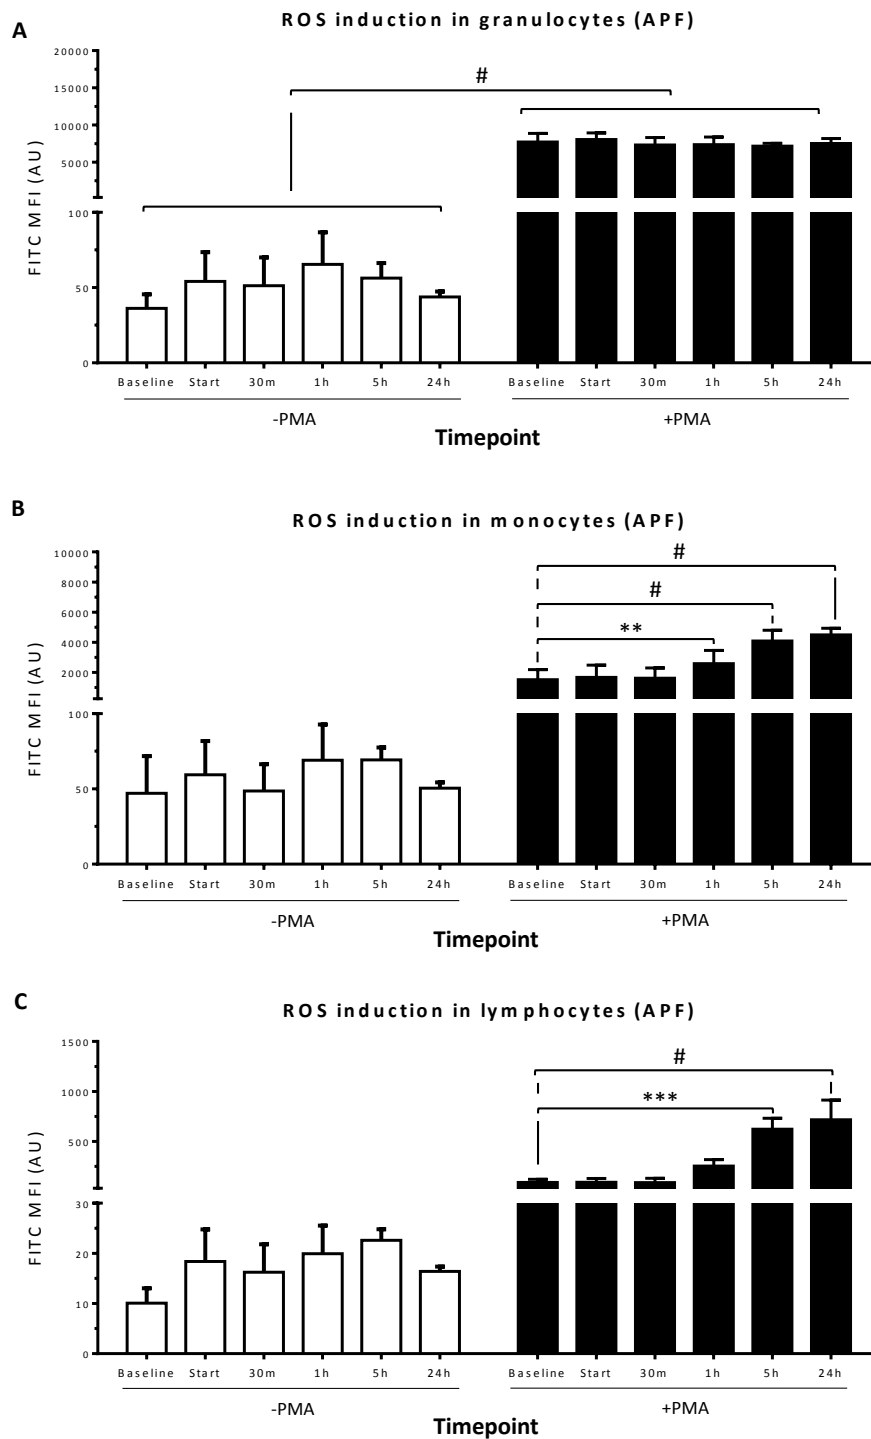 A
ROS induction in granulocytes (APF)
FITC MFI (AU)
20000
15000
10000
5000
100
50
0
#
Baseline Start 30m 1h 5h 24h Baseline Start 30m 1h 5h 24h
-PMA +PMA
Timepoint
B
ROS induction in monocytes (APF)
FITC MFI (AU)
10000
8000
6000
4000
2000
100
50
0
#
#
**
Baseline Start 30m 1h 5h 24h Baseline Start 30m 1h 5h 24h
-PMA +PMA
Timepoint
C
ROS induction in lymphocytes (APF)
FITC MFI (AU)
1500
1000
500
30
20
10
0
#
***
Baseline Start 30m 1h 5h 24h Baseline Start 30m 1h 5h 24h
-PMA +PMA
Timepoint